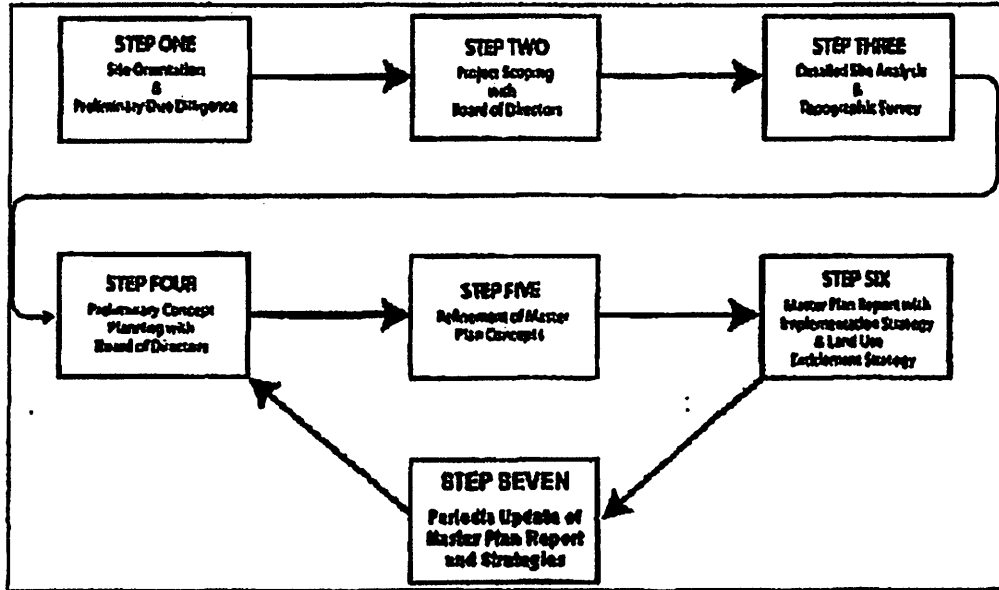 STEP ONE
Site Orientation
&
Preliminary Due Diligence
STEP TWO
Project Scoping
with
Board of Directors
STEP THREE
Detailed Site Analysis
&
Topographic Survey
STEP FOUR
Preliminary Concept
Planning with
Board of Directors
STEP FIVE
Refinement of Master
Plan Concepts
STEP SIX
Master Plan Report with
Implementation Strategy
& Land Use
Entitlement Strategy
STEP SEVEN
Periodic Update of
Master Plan Report
and Strategies